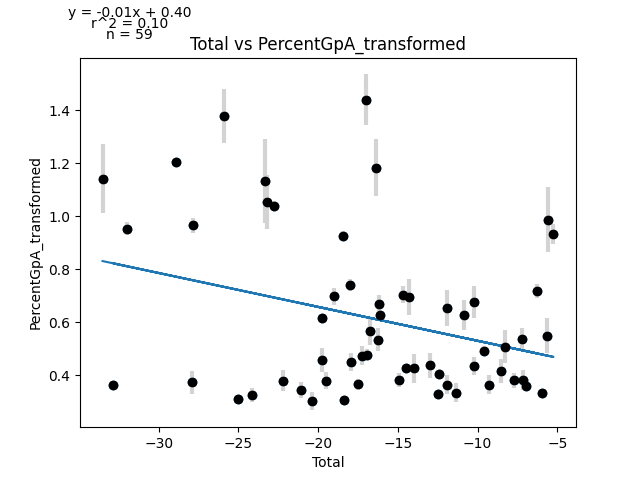 y = -0.01x + 0.40
r^2 = 0.10
n = 59
Total vs PercentGpA_transformed
1.4
1.2
1.0
0.8
0.6
0.4
PercentGpA_transformed
−30
−25
−20
−15
−10
−5
Total